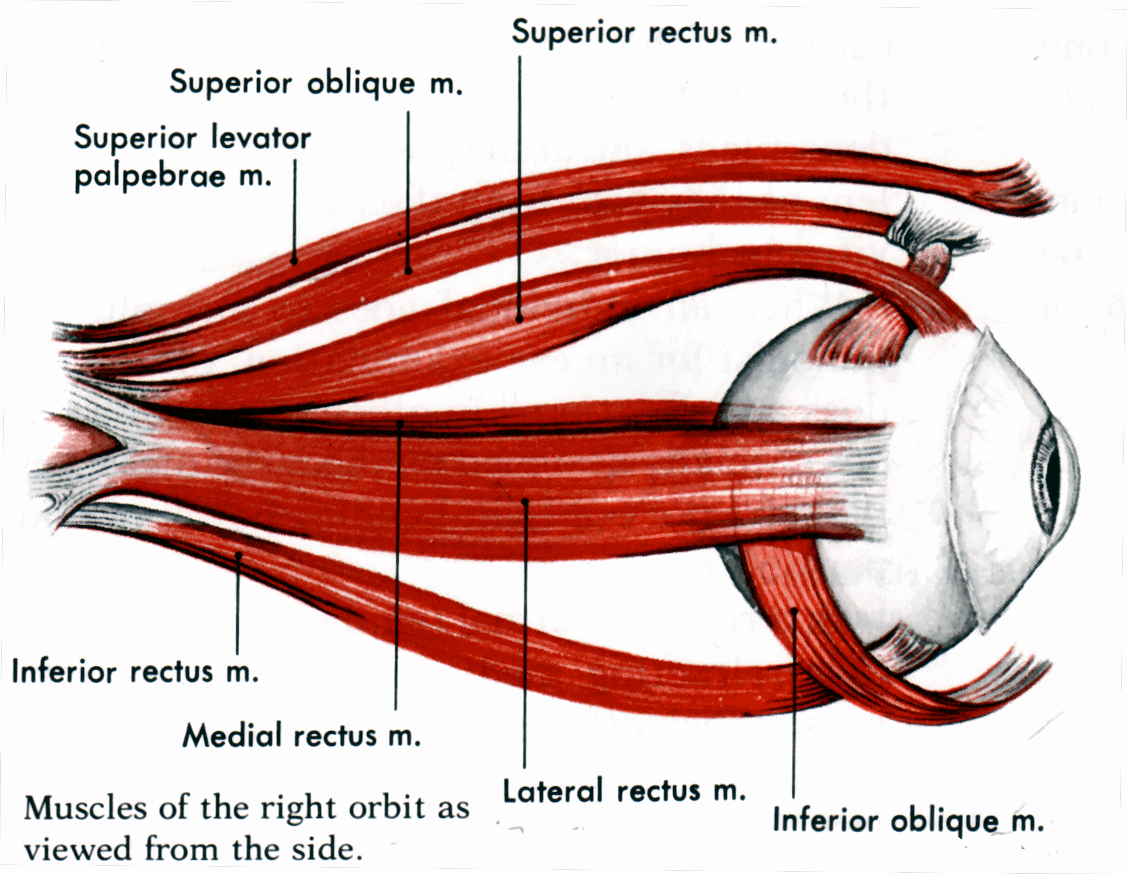 Superior rectus m.
Superior oblique m.
Superior levator
palpebrae m.
Inferior rectus m.
Medial rectus m.
Lateral rectus m.
Inferior oblique m.
Muscles of the right orbit as
viewed from the side.